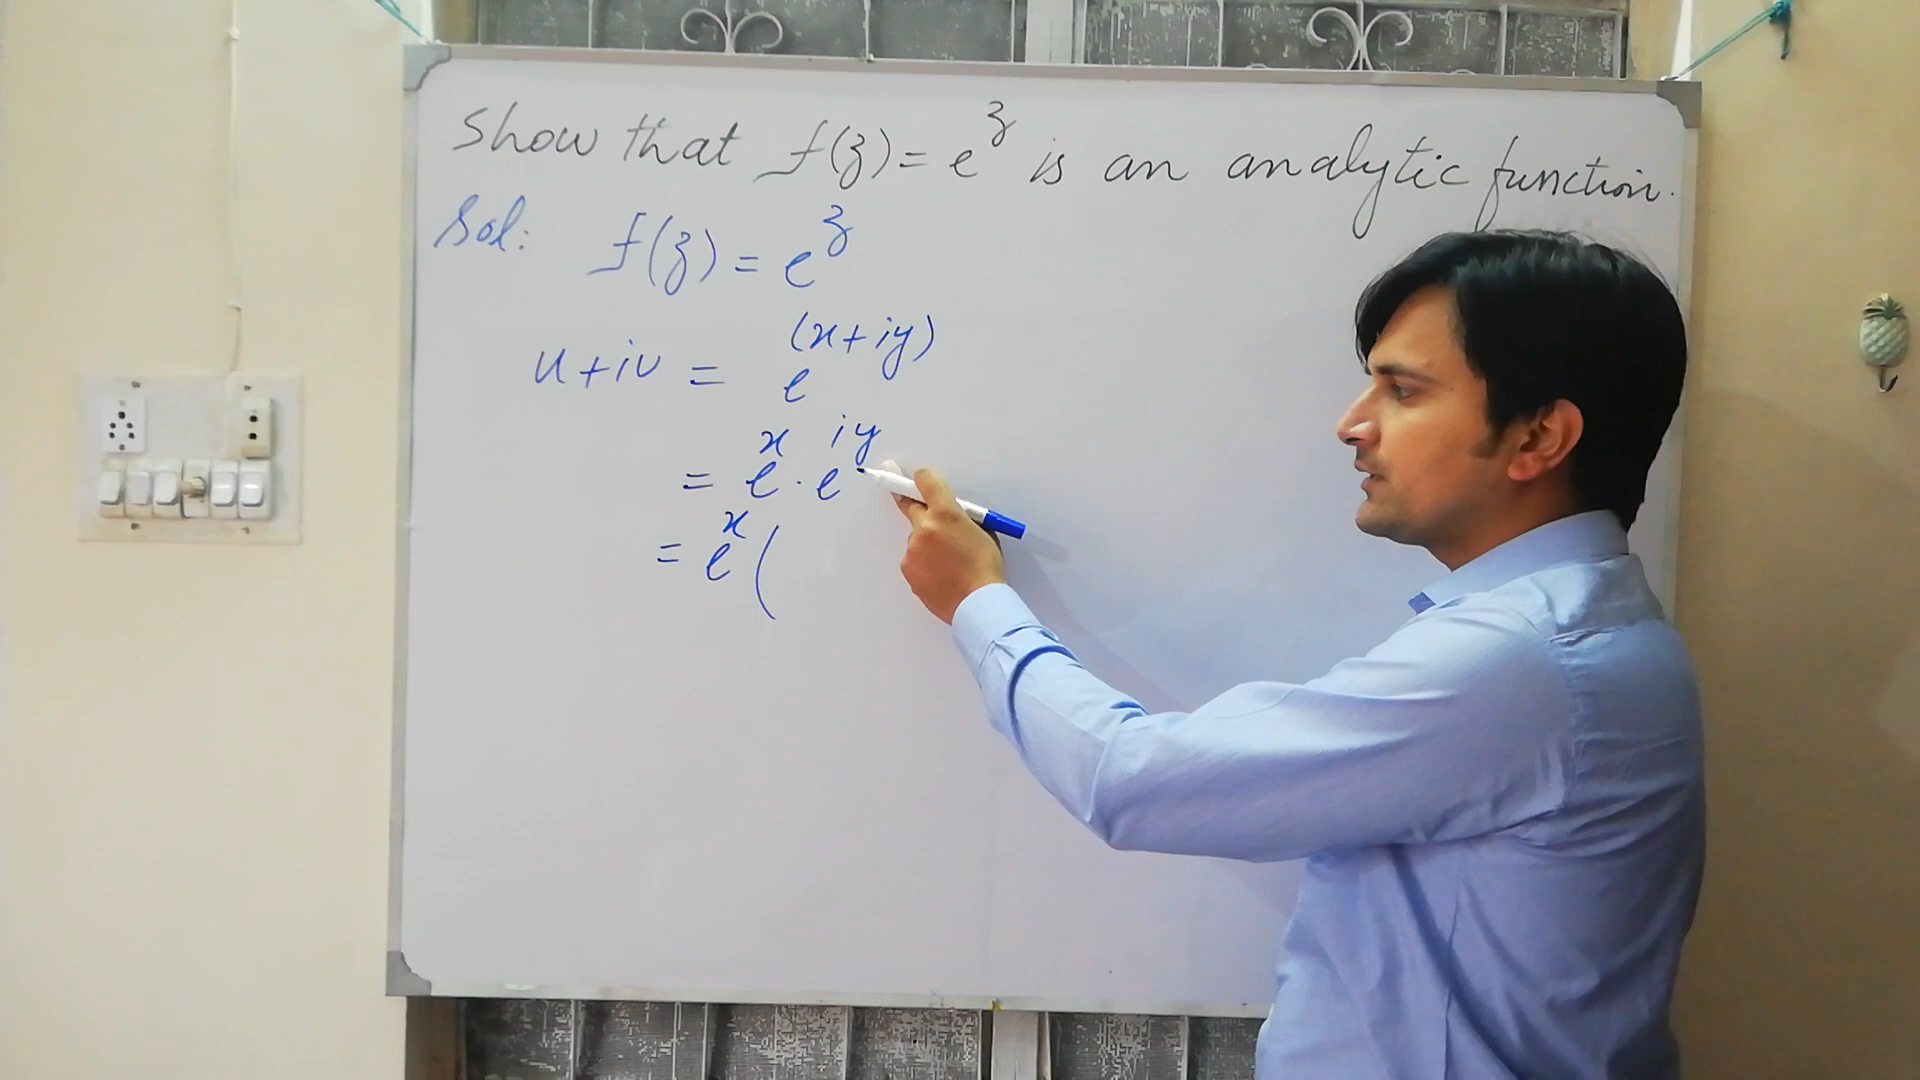 Show that f(z) = e^z is an analytic function.
Sol: f(z) = e^z
u + iv = e^(x+iy)
= e^x . e^iy
= e^x (